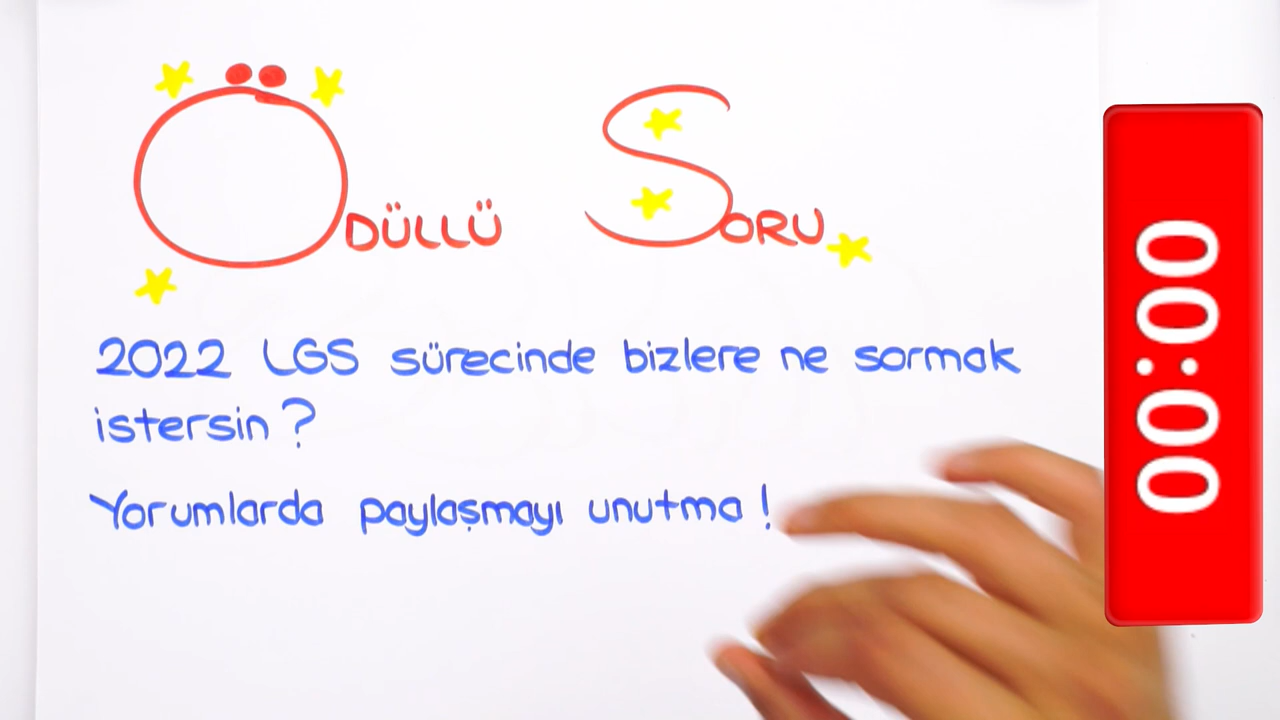 ÖDÜLLÜ SORU
2022 LGS sürecinde bizlere ne sormak
istersin?
Yorumlarda paylaşmayı unutma!
00:00